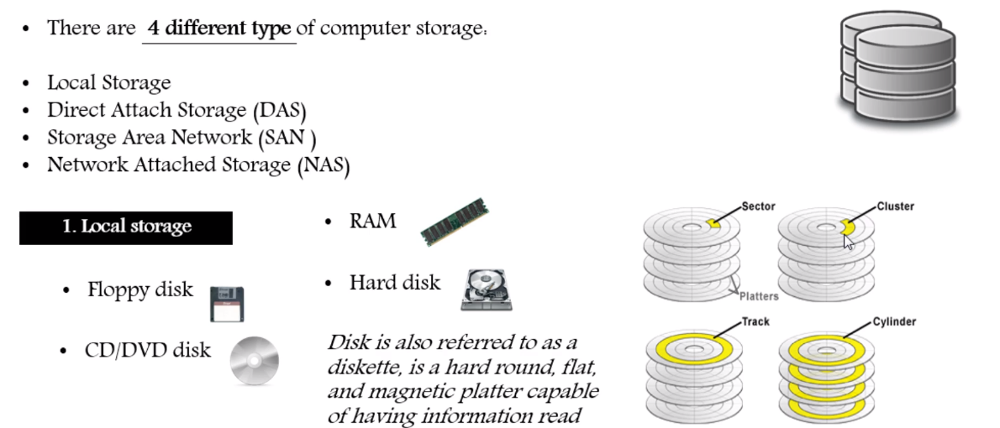 • There are 4 different type of computer storage:
• Local Storage
• Direct Attach Storage (DAS)
• Storage Area Network (SAN )
• Network Attached Storage (NAS)
1. Local storage
• Floppy disk
• CD/DVD disk
• RAM
• Hard disk
Disk is also referred to as a
diskette, is a hard round, flat,
and magnetic platter capable
of having information read
Sector
Cluster
Platters
Track
Cylinder